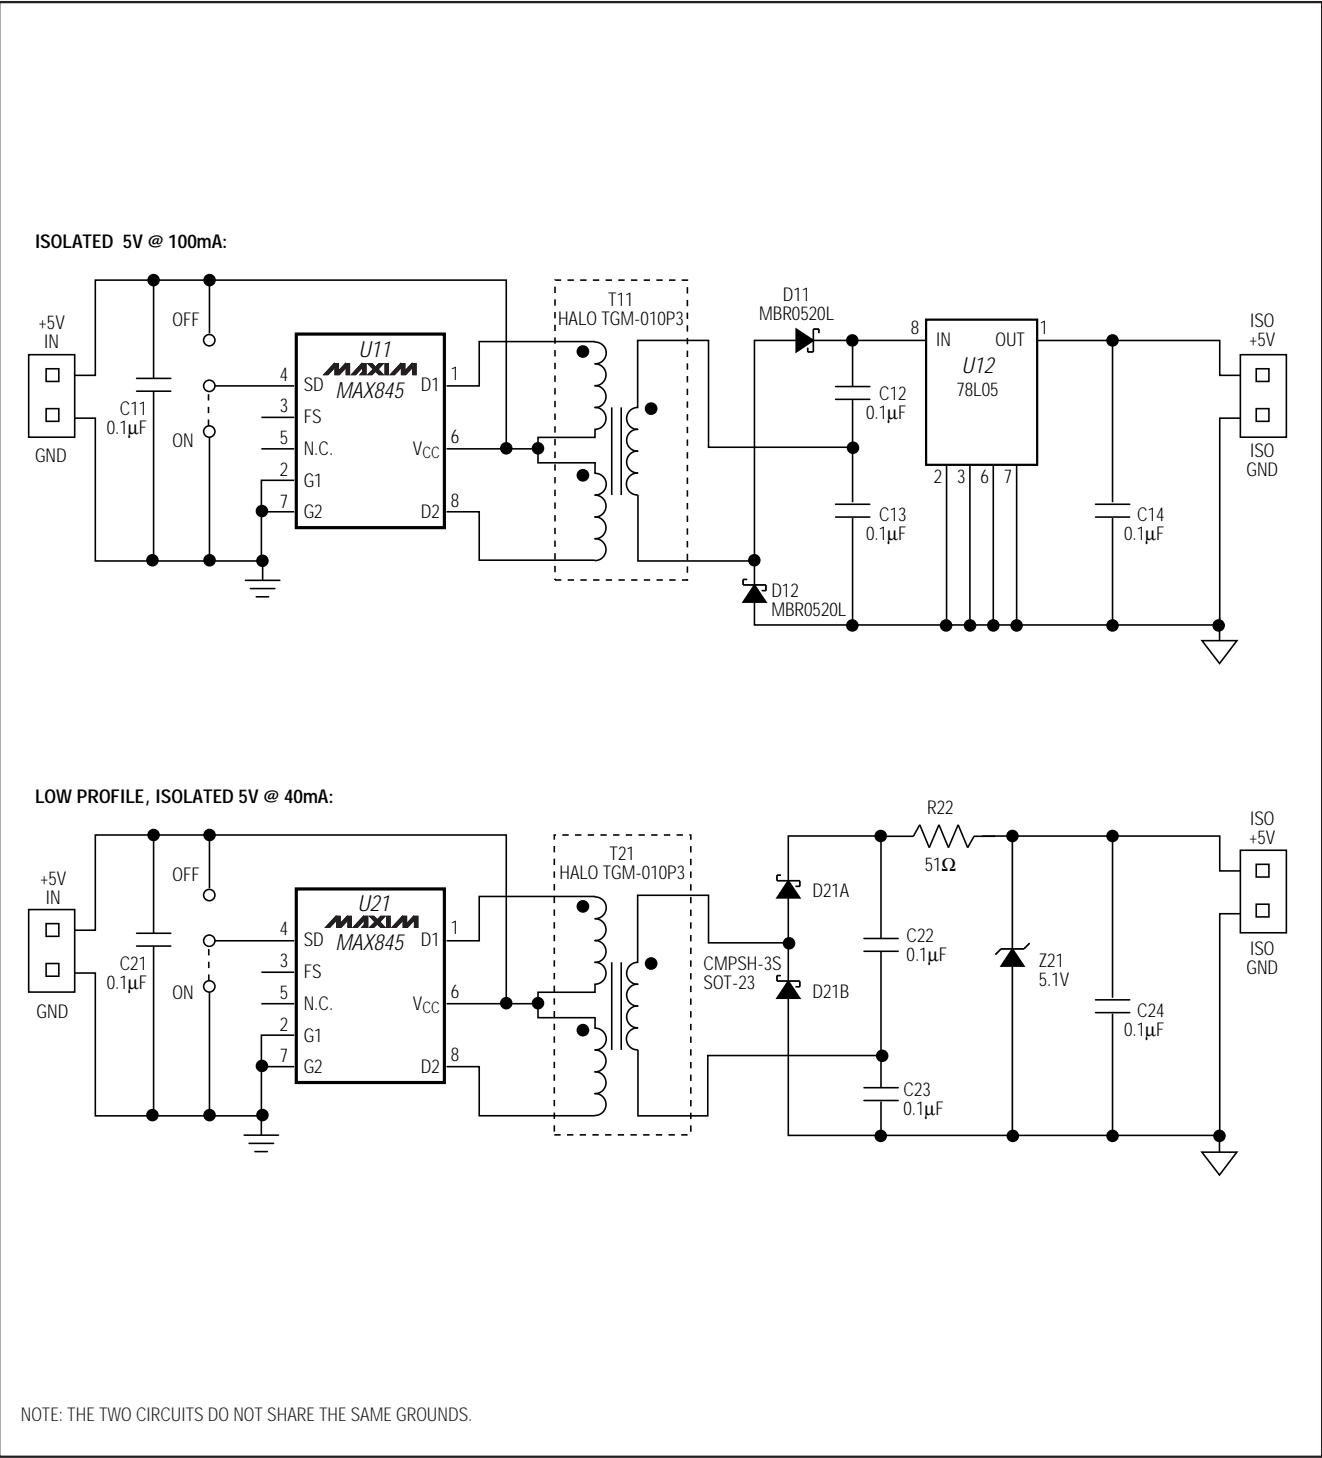 ISOLATED 5V @ 100mA:
+5V
IN
GND
OFF
ON
C11
0.1μF
U11
MAXIM
MAX845
4
SD
3
FS
5
N.C.
2
G1
7
G2
D1
1
VCC
6
D2
8
T11
HALO TGM-010P3
D11
MBR0520L
D12
MBR0520L
C12
0.1μF
C13
0.1μF
8
IN
OUT
1
U12
78L05
2 3 6 7
C14
0.1μF
ISO
+5V
ISO
GND
LOW PROFILE, ISOLATED 5V @ 40mA:
+5V
IN
GND
OFF
ON
C21
0.1μF
U21
MAXIM
MAX845
4
SD
3
FS
5
N.C.
2
G1
7
G2
D1
1
VCC
6
D2
8
T21
HALO TGM-010P3
D21A
CMPSH-3S
SOT-23
D21B
R22
51Ω
C22
0.1μF
C23
0.1μF
Z21
5.1V
C24
0.1μF
ISO
+5V
ISO
GND
NOTE: THE TWO CIRCUITS DO NOT SHARE THE SAME GROUNDS.